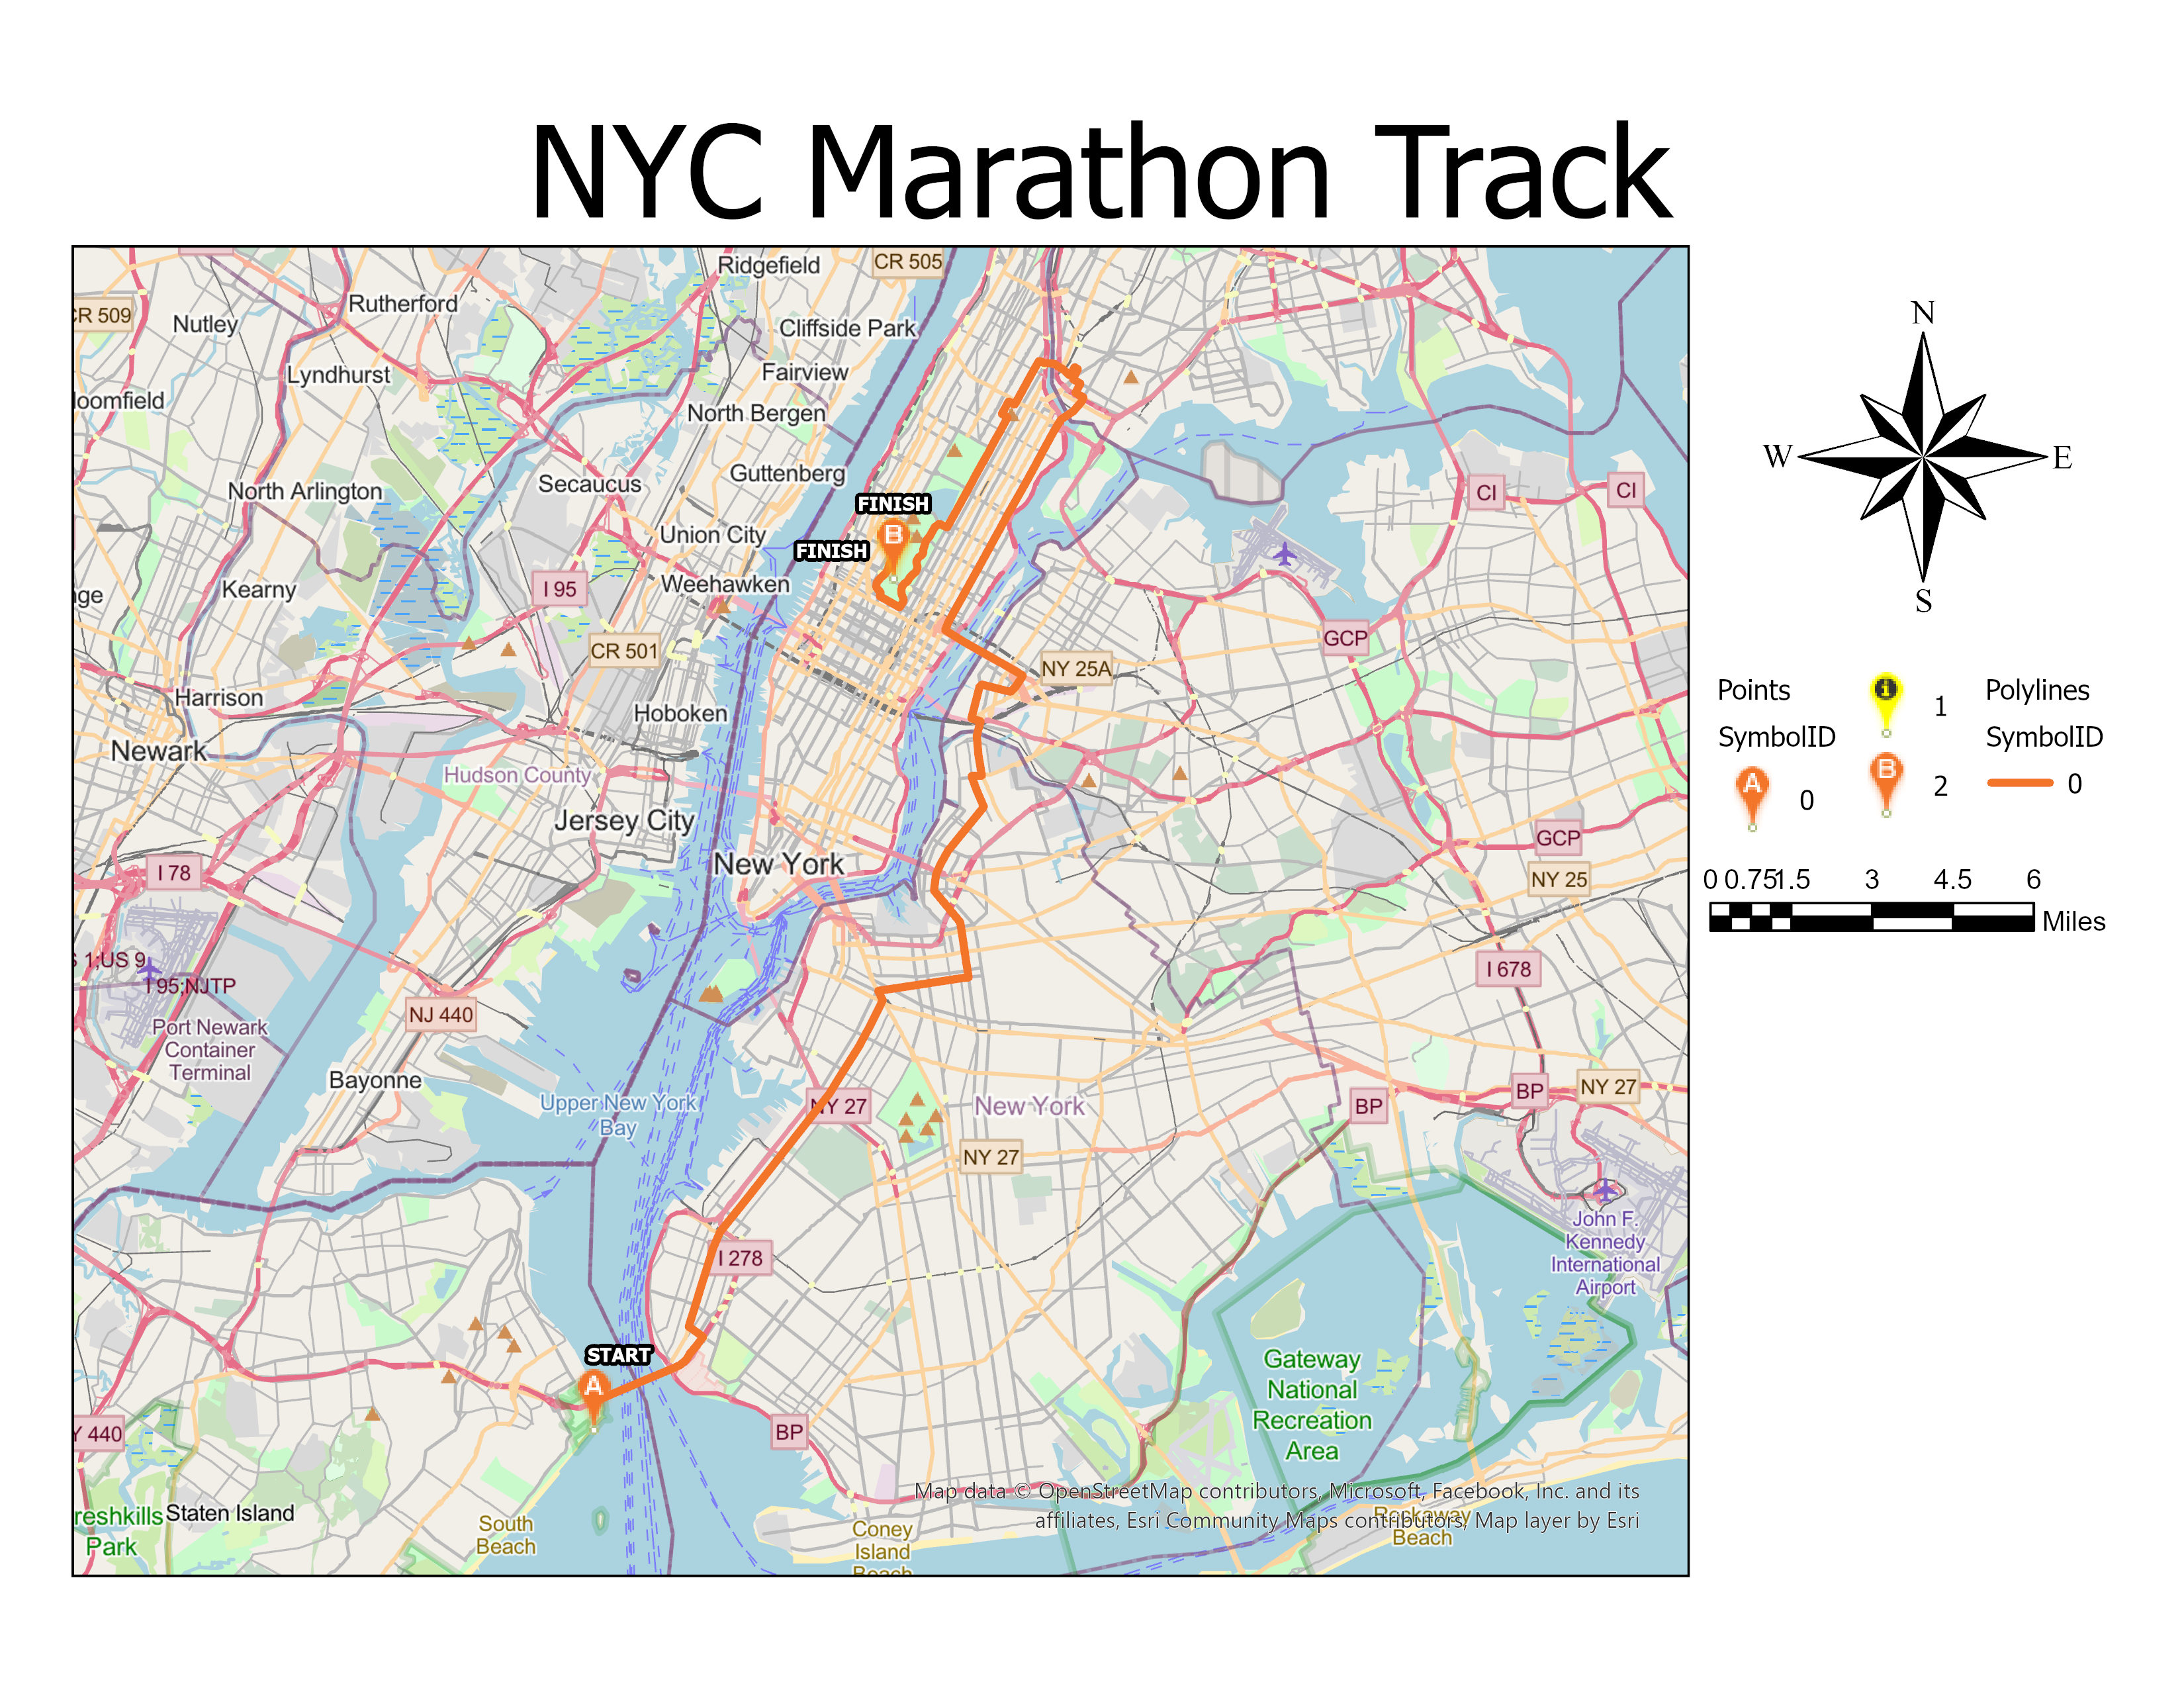 NYC Marathon Track
Ridgefield
CR 505
Rutherford
CR 509
Nutley
Cliffside Park
Lyndhurst
Fairview
loomfield
North Bergen
Guttenberg
Secaucus
North Arlington
FINISH
B
FINISH
Union City
Weehawken
Kearny
I 95
nge
CI
CI
GCP
CR 501
NY 25A
Harrison
Hoboken
Newark
Hudson County
Jersey City
New York
GCP
NY 25
I 78
S 1;US 9
I 95;NJTP
I 678
NJ 440
Port Newark
Container
Terminal
Bayonne
Upper New York
Bay
NY 27
New York
BP
BP
NY 27
NY 27
I 278
John F.
Kennedy
International
Airport
START
A
Gateway
National
Recreation
Area
BP
Y 440
Map data © OpenStreetMap contributors, Microsoft, Facebook, Inc. and its
affiliates, Esri Community Maps contributors, Map layer by Esri
reshkills
Park
Staten Island
South
Beach
Coney
Island
Beach
Rockaway
Beach
N
W
E
S
Points
SymbolID
A
0
1
1
B
2
Polylines
SymbolID
0
0 0.75 1.5 3 4.5 6
Miles